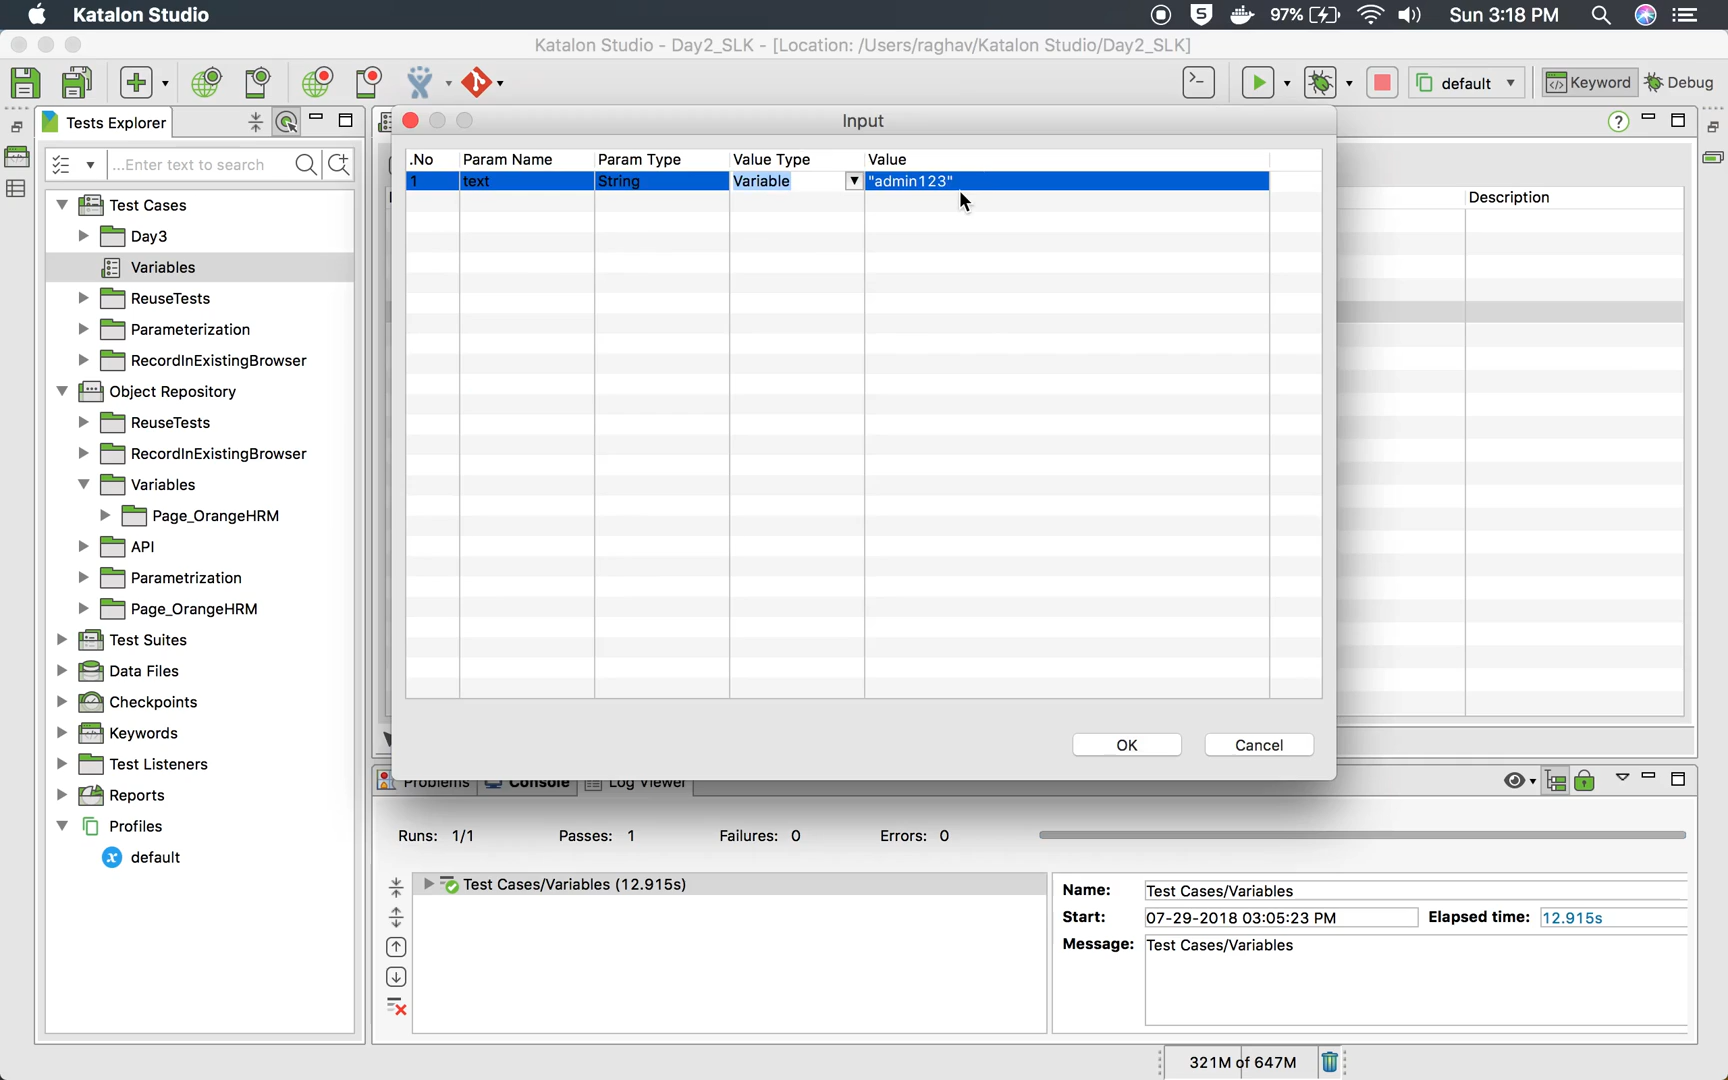 Katalon Studio
97%
Sun 3:18 PM
Katalon Studio - Day2_SLK - [Location: /Users/raghav/Katalon Studio/Day2_SLK]
default
Keyword
Debug
Tests Explorer
Input
...Enter text to search
.No Param Name Param Type Value Type Value
1 text String Variable "admin123"
Description
Test Cases
Day3
Variables
ReuseTests
Parameterization
RecordInExistingBrowser
Object Repository
ReuseTests
RecordInExistingBrowser
Variables
Page_OrangeHRM
API
Parametrization
Page_OrangeHRM
Test Suites
Data Files
Checkpoints
Keywords
Test Listeners
Reports
Profiles
default
OK Cancel
Problems Console Log Viewer
Runs: 1/1 Passes: 1 Failures: 0 Errors: 0
Test Cases/Variables (12.915s)
Name: Test Cases/Variables
Start: 07-29-2018 03:05:23 PM Elapsed time: 12.915s
Message: Test Cases/Variables
321M of 647M